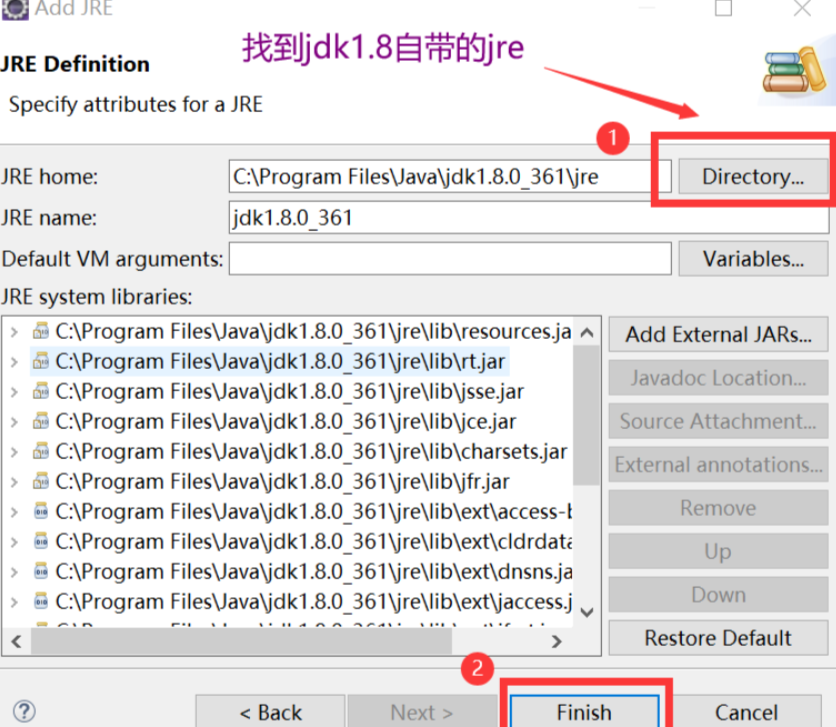 Add JRE
找到jdk1.8自带的jre
JRE Definition
Specify attributes for a JRE
1
JRE home:
C:\Program Files\Java\jdk1.8.0_361\jre
Directory...
JRE name:
jdk1.8.0_361
Default VM arguments:
Variables...
JRE system libraries:
C:\Program Files\Java\jdk1.8.0_361\jre\lib\resources.ja
Add External JARs...
C:\Program Files\Java\jdk1.8.0_361\jre\lib\rt.jar
Javadoc Location...
C:\Program Files\Java\jdk1.8.0_361\jre\lib\jsse.jar
Source Attachment...
C:\Program Files\Java\jdk1.8.0_361\jre\lib\jce.jar
External annotations...
C:\Program Files\Java\jdk1.8.0_361\jre\lib\charsets.jar
Remove
C:\Program Files\Java\jdk1.8.0_361\jre\lib\jfr.jar
Up
C:\Program Files\Java\jdk1.8.0_361\jre\lib\ext\access-b
Down
C:\Program Files\Java\jdk1.8.0_361\jre\lib\ext\cldrdata
C:\Program Files\Java\jdk1.8.0_361\jre\lib\ext\dnsns.ja
C:\Program Files\Java\jdk1.8.0_361\jre\lib\ext\jaccess.j
Restore Default
2
< Back
Next >
Finish
Cancel